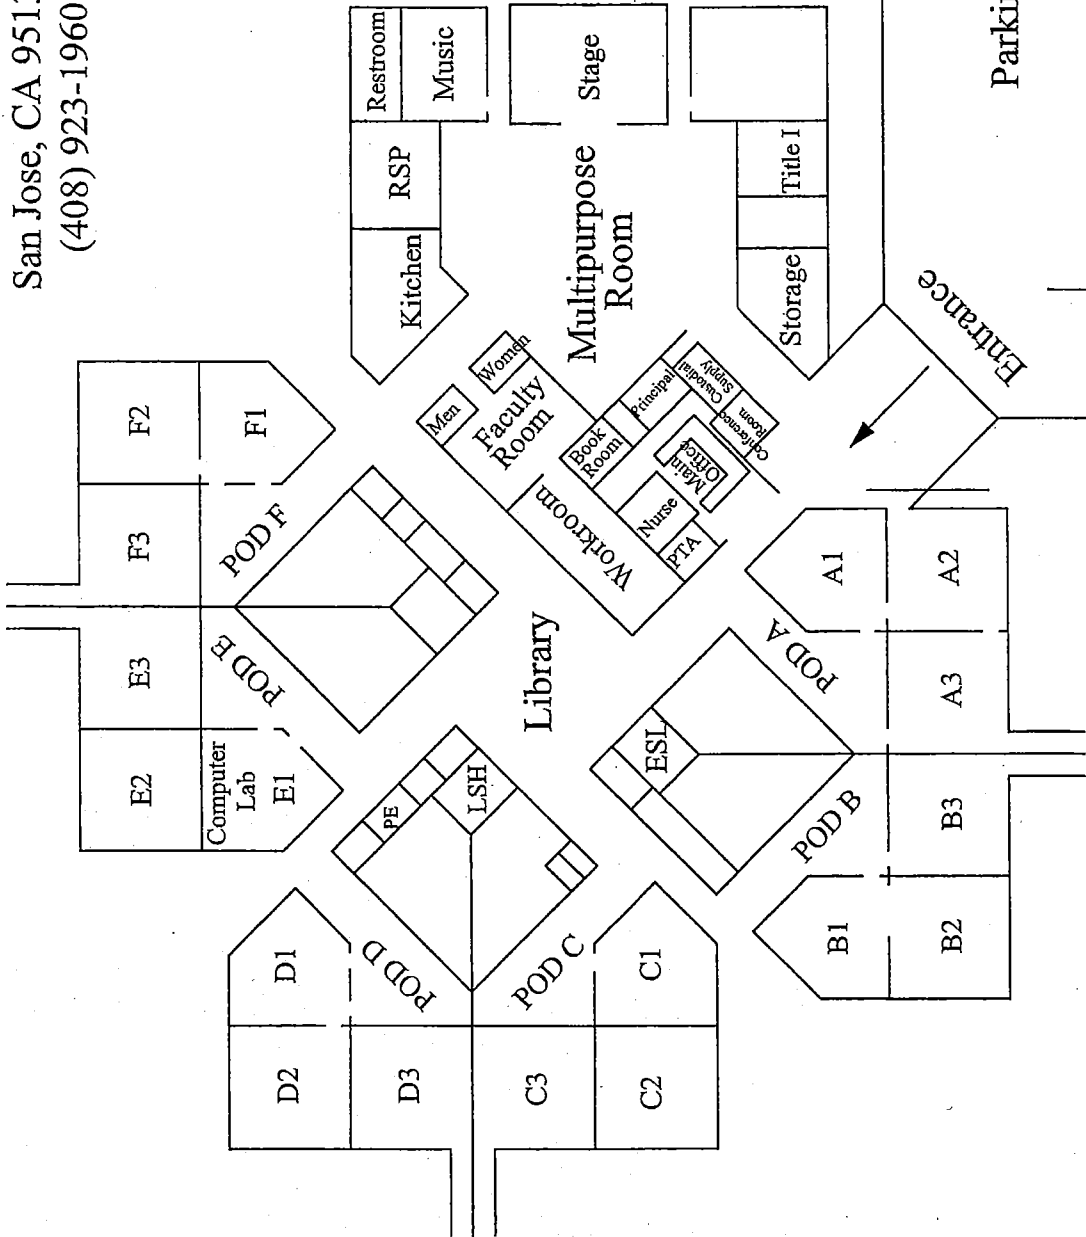 San Jose, CA 951
(408) 923-1960
Restroom
Music
Stage
RSP
Kitchen
Title I
Storage
Multipurpose
Room
Parki
Entrance
F2
F1
F3
POD F
Women
Men
Faculty
Room
Principal
Custodial
Supply
Conference
Room
Book
Room
Main
Office
Nurse
PTA
Workroom
Library
E3
POD E
E2
Computer
Lab
E1
A1
A2
A3
POD A
ESL
LSH
PE
POD B
B3
B1
B2
D1
POD D
D2
D3
POD C
C1
C3
C2